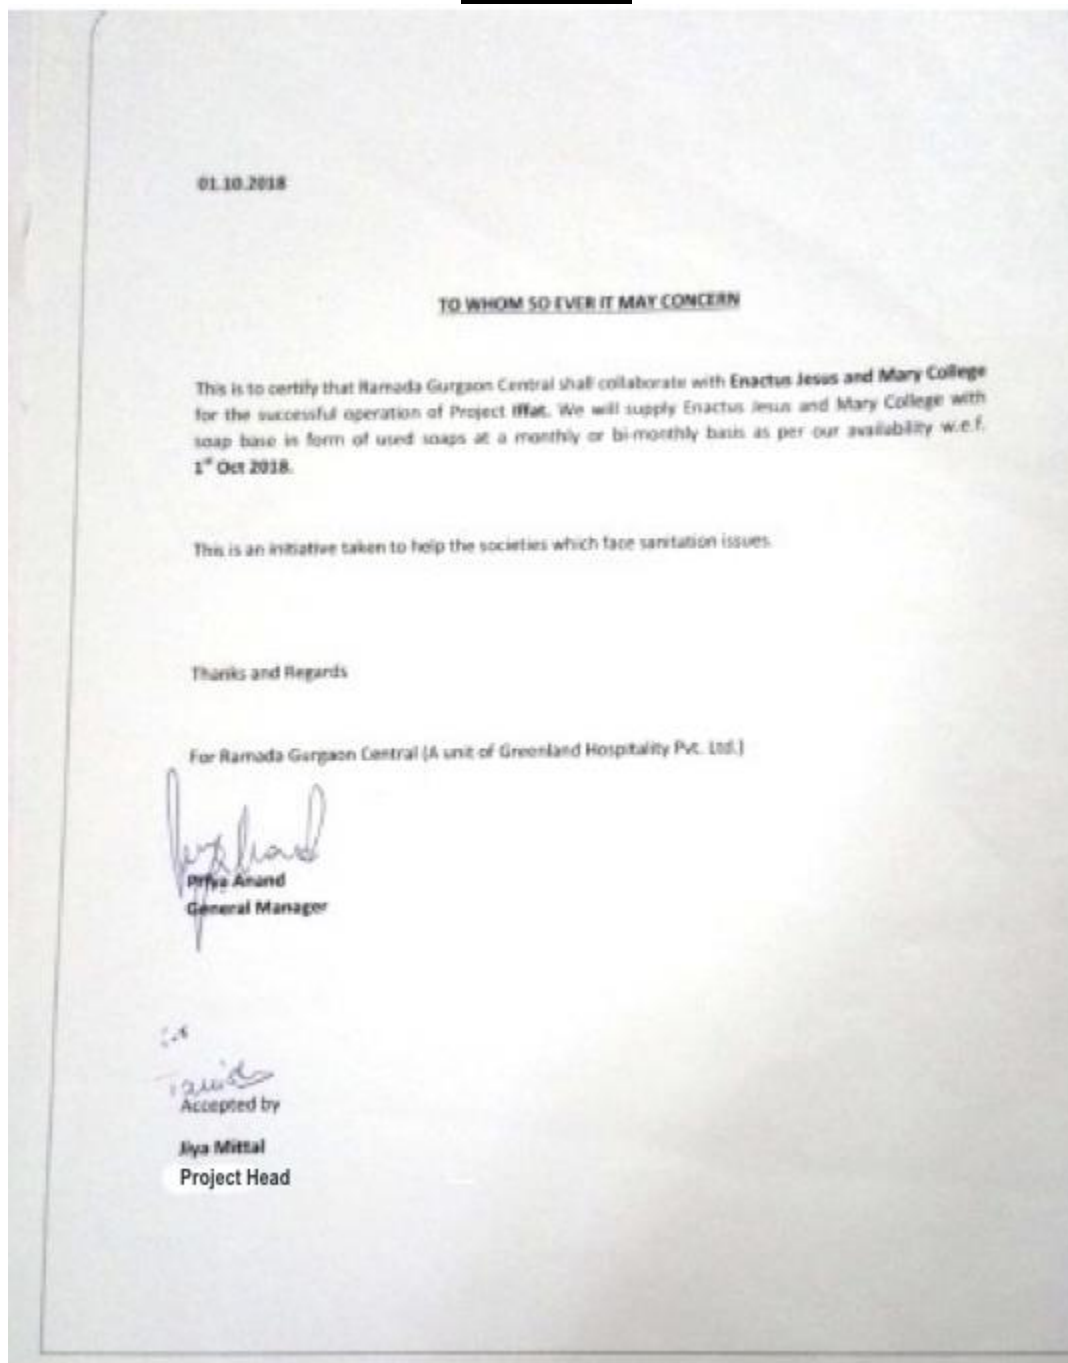 01.10.2018
TO WHOM SO EVER IT MAY CONCERN
This is to certify that Ramada Gurgaon Central shall collaborate with Enactus Jesus and Mary College
for the successful operation of Project Iffat. We will supply Enactus Jesus and Mary College with
soap base in form of used soaps at a monthly or bi-monthly basis as per our availability w.e.f.
1st Oct 2018.
This is an initiative taken to help the societies which face sanitation issues.
Thanks and Regards
For Ramada Gurgaon Central (A unit of Greenland Hospitality Pvt. Ltd.)
Priya Anand
General Manager
Accepted by
Jiya Mittal
Project Head